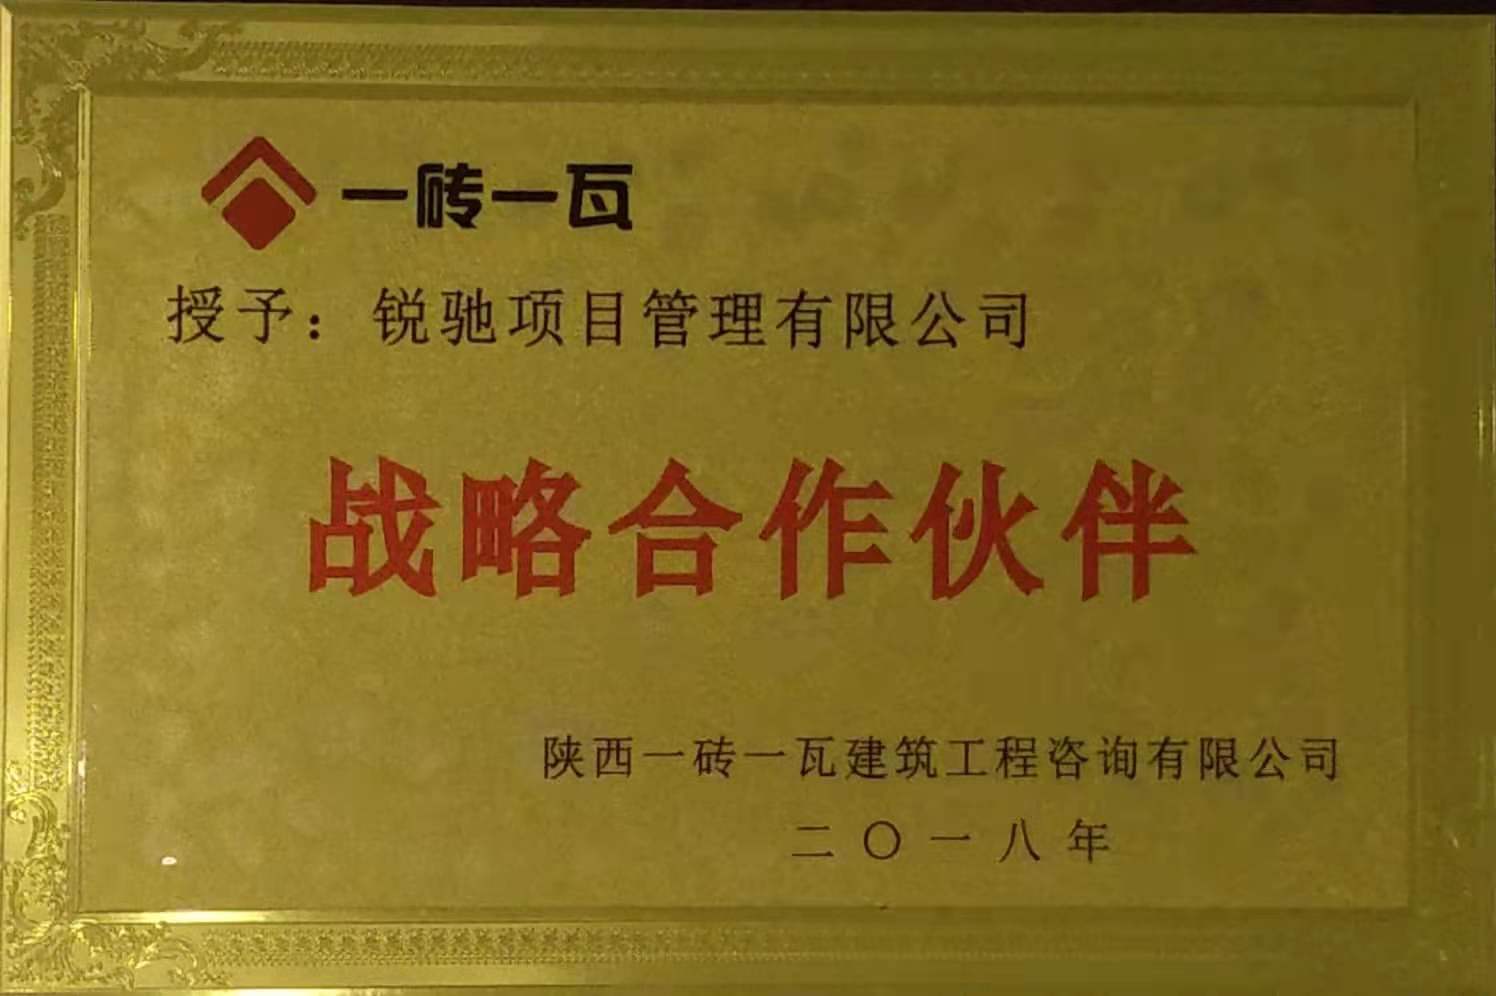 一砖一瓦
授予：锐驰项目管理有限公司
战略合作伙伴
陕西一砖一瓦建筑工程咨询有限公司
二〇一八年